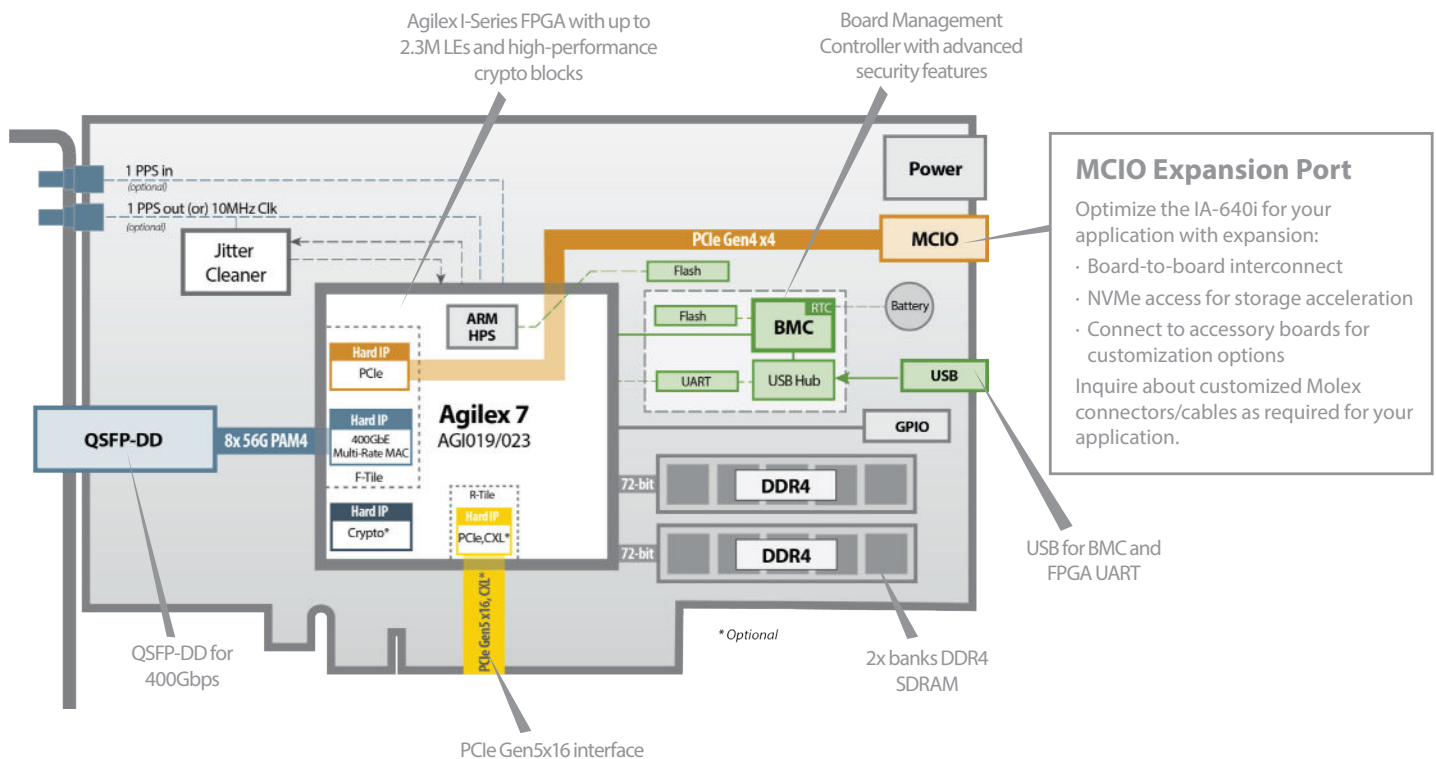 Agilex I-Series FPGA with up to
2.3M LEs and high-performance
crypto blocks
Board Management
Controller with advanced
security features
1 PPS in
(optional)
1 PPS out (or) 10MHz Clk
(optional)
Jitter
Cleaner
Power
MCIO
PCIe Gen4 x4
MCIO Expansion Port
Optimize the IA-640i for your
application with expansion:
· Board-to-board interconnect
· NVMe access for storage acceleration
· Connect to accessory boards for
customization options
Inquire about customized Molex
connectors/cables as required for your
application.
Flash
ARM
HPS
Flash
RTC
BMC
Battery
Hard IP
PCIe
UART
USB Hub
USB
Agilex 7
AGI019/023
QSFP-DD
8x 56G PAM4
Hard IP
400GbE
Multi-Rate MAC
F-Tile
GPIO
72-bit
DDR4
R-Tile
Hard IP
Crypto*
Hard IP
PCIe,CXL*
72-bit
DDR4
USB for BMC and
FPGA UART
PCIe Gen5 x16, CXL*
* Optional
QSFP-DD for
400Gbps
2x banks DDR4
SDRAM
PCIe Gen5x16 interface